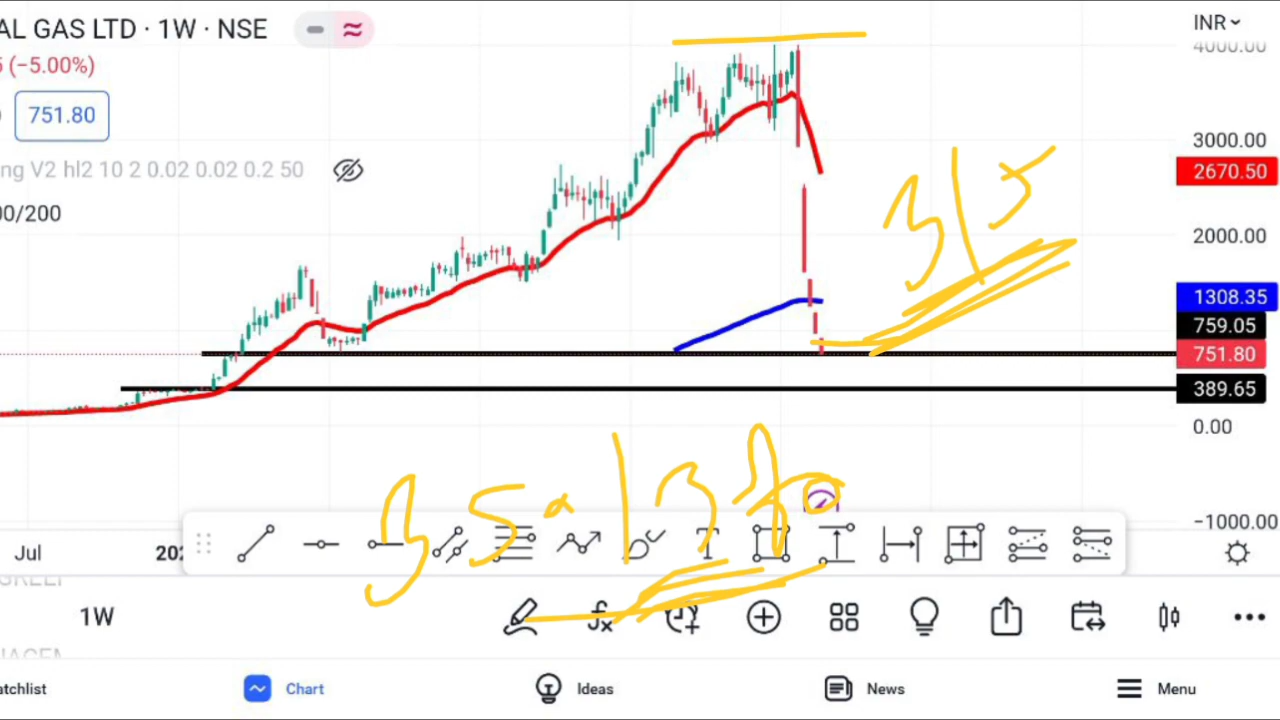 AL GAS LTD · 1W · NSE
INR
4000.00
5 (−5.00%)
751.80
ng V2 hl2 10 2 0.02 0.02 0.2 50
00/200
3000.00
2670.50
2000.00
1308.35
759.05
751.80
389.65
0.00
−1000.00
Jul
202
1W
Chart
Ideas
News
Menu
atchlist